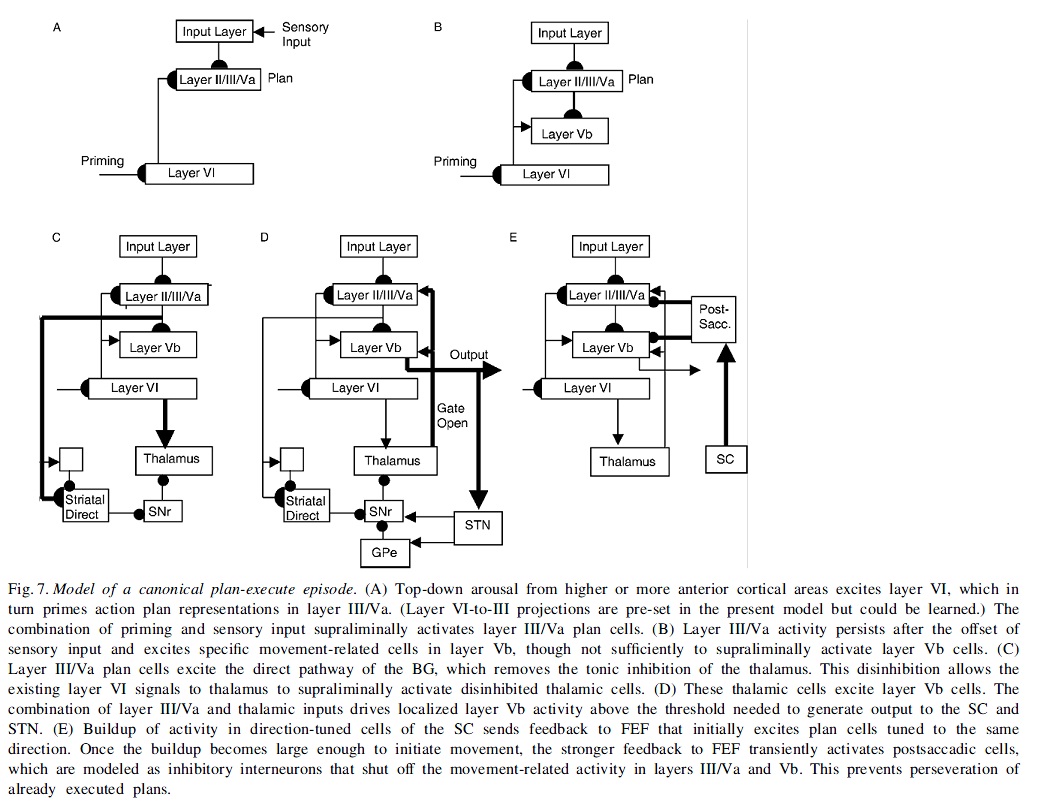 A
Input Layer
Sensory
Input
Layer II/III/Va
Plan
Priming
Layer VI
B
Input Layer
Layer II/III/Va
Plan
Layer Vb
Priming
Layer VI
C
Input Layer
Layer II/III/Va
Layer Vb
Layer VI
Thalamus
Striatal
Direct
SNr
D
Input Layer
Layer II/III/Va
Layer Vb
Output
Layer VI
Gate
Open
Thalamus
Striatal
Direct
SNr
STN
GPe
E
Input Layer
Layer II/III/Va
Post-
Sacc.
Layer Vb
Layer VI
Thalamus
SC
Fig. 7. Model of a canonical plan-execute episode. (A) Top-down arousal from higher or more anterior cortical areas excites layer VI, which in
turn primes action plan representations in layer III/Va. (Layer VI-to-III projections are pre-set in the present model but could be learned.) The
combination of priming and sensory input supraliminally activates layer III/Va plan cells. (B) Layer III/Va activity persists after the offset of
sensory input and excites specific movement-related cells in layer Vb, though not sufficiently to supraliminally activate layer Vb cells. (C)
Layer III/Va plan cells excite the direct pathway of the BG, which removes the tonic inhibition of the thalamus. This disinhibition allows the
existing layer VI signals to thalamus to supraliminally activate disinhibited thalamic cells. (D) These thalamic cells excite layer Vb cells. The
combination of layer III/Va and thalamic inputs drives localized layer Vb activity above the threshold needed to generate output to the SC and
STN. (E) Buildup of activity in direction-tuned cells of the SC sends feedback to FEF that initially excites plan cells tuned to the same
direction. Once the buildup becomes large enough to initiate movement, the stronger feedback to FEF transiently activates postsaccadic cells,
which are modeled as inhibitory interneurons that shut off the movement-related activity in layers III/Va and Vb. This prevents perseveration of
already executed plans.